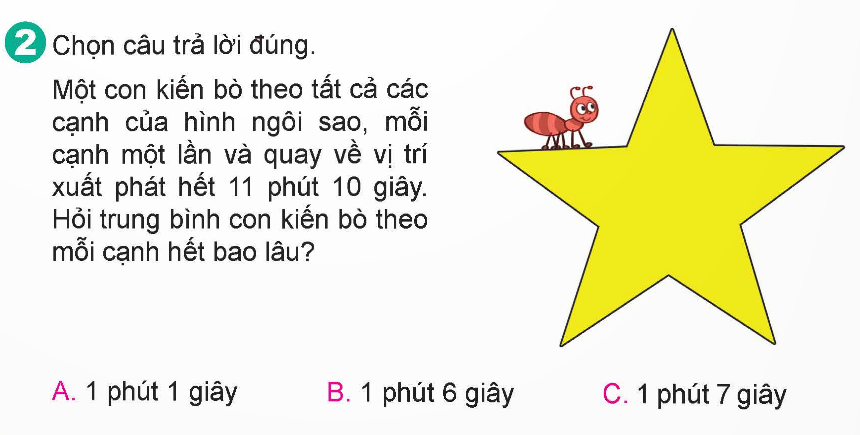 2 Chọn câu trả lời đúng.
Một con kiến bò theo tất cả các
cạnh của hình ngôi sao, mỗi
cạnh một lần và quay về vị trí
xuất phát hết 11 phút 10 giây.
Hỏi trung bình con kiến bò theo
mỗi cạnh hết bao lâu?
A. 1 phút 1 giây B. 1 phút 6 giây C. 1 phút 7 giây